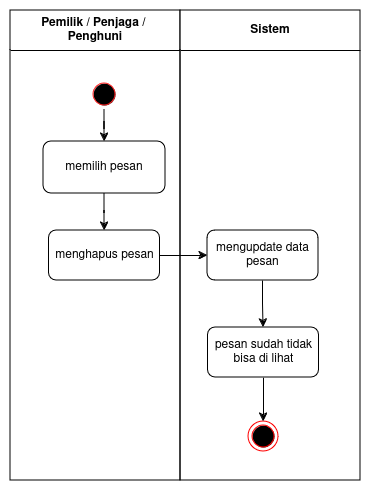 Pemilik / Penjaga /
Penghuni
Sistem
memilih pesan
menghapus pesan
mengupdate data
pesan
pesan sudah tidak
bisa di lihat